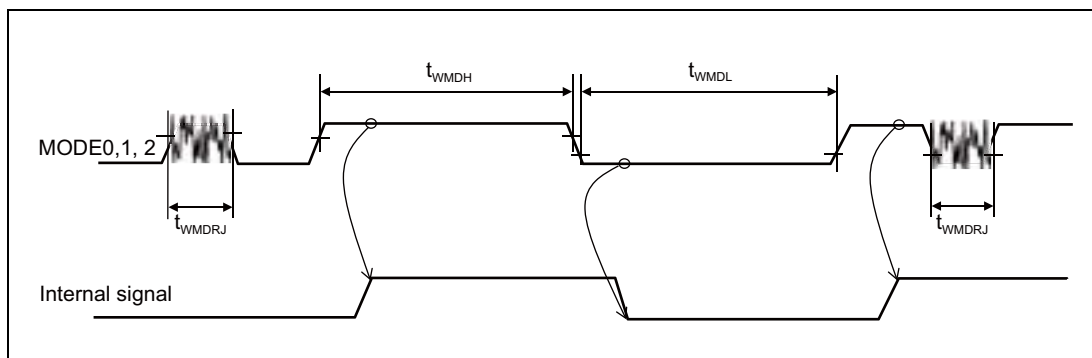 tWMDH
tWMDL
MODE0,1, 2
tWMDRJ
tWMDRJ
Internal signal